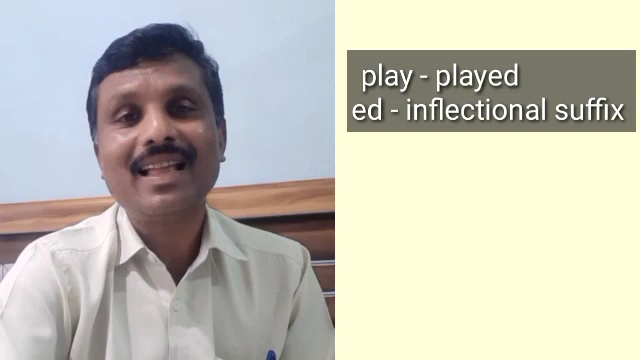 play - played
ed - inflectional suffix